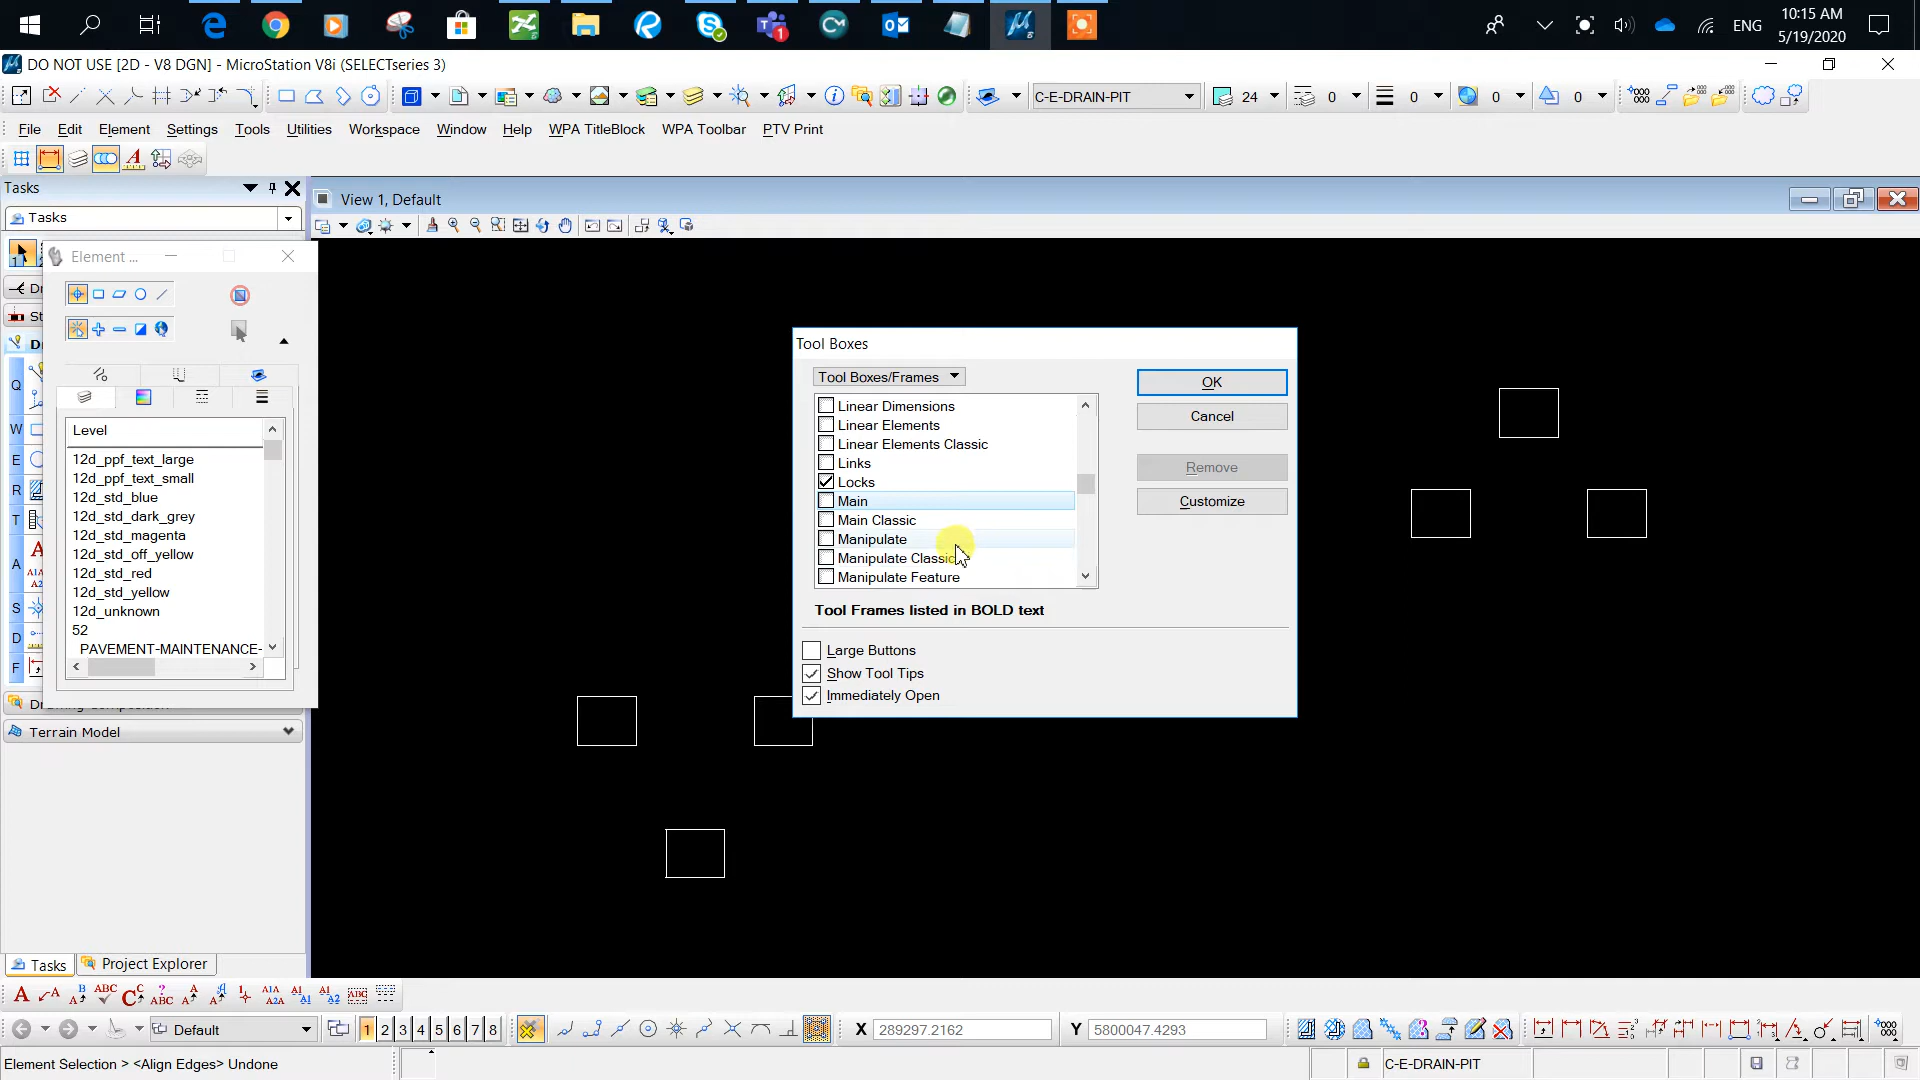 ENG
10:15 AM
5/19/2020
DO NOT USE [2D - V8 DGN] - MicroStation V8i (SELECTseries 3)
C-E-DRAIN-PIT 24 0 0 0 0
File Edit Element Settings Tools Utilities Workspace Window Help WPA TitleBlock WPA Toolbar PTV Print
Tasks
View 1, Default
Tasks
Element ...
Level
12d_ppf_text_large
12d_ppf_text_small
12d_std_blue
12d_std_dark_grey
12d_std_magenta
12d_std_off_yellow
12d_std_red
12d_std_yellow
12d_unknown
52
PAVEMENT-MAINTENANCE-
Q
W
E
R
T
A
S
D
F
Terrain Model
Tool Boxes
Tool Boxes/Frames
OK
Cancel
Remove
Customize
Linear Dimensions
Linear Elements
Linear Elements Classic
Links
Locks
Main
Main Classic
Manipulate
Manipulate Classic
Manipulate Feature
Tool Frames listed in BOLD text
Large Buttons
Show Tool Tips
Immediately Open
Tasks Project Explorer
Default 1 2 3 4 5 6 7 8 X 289297.2162 Y 5800047.4293
Element Selection > <Align Edges> Undone
C-E-DRAIN-PIT